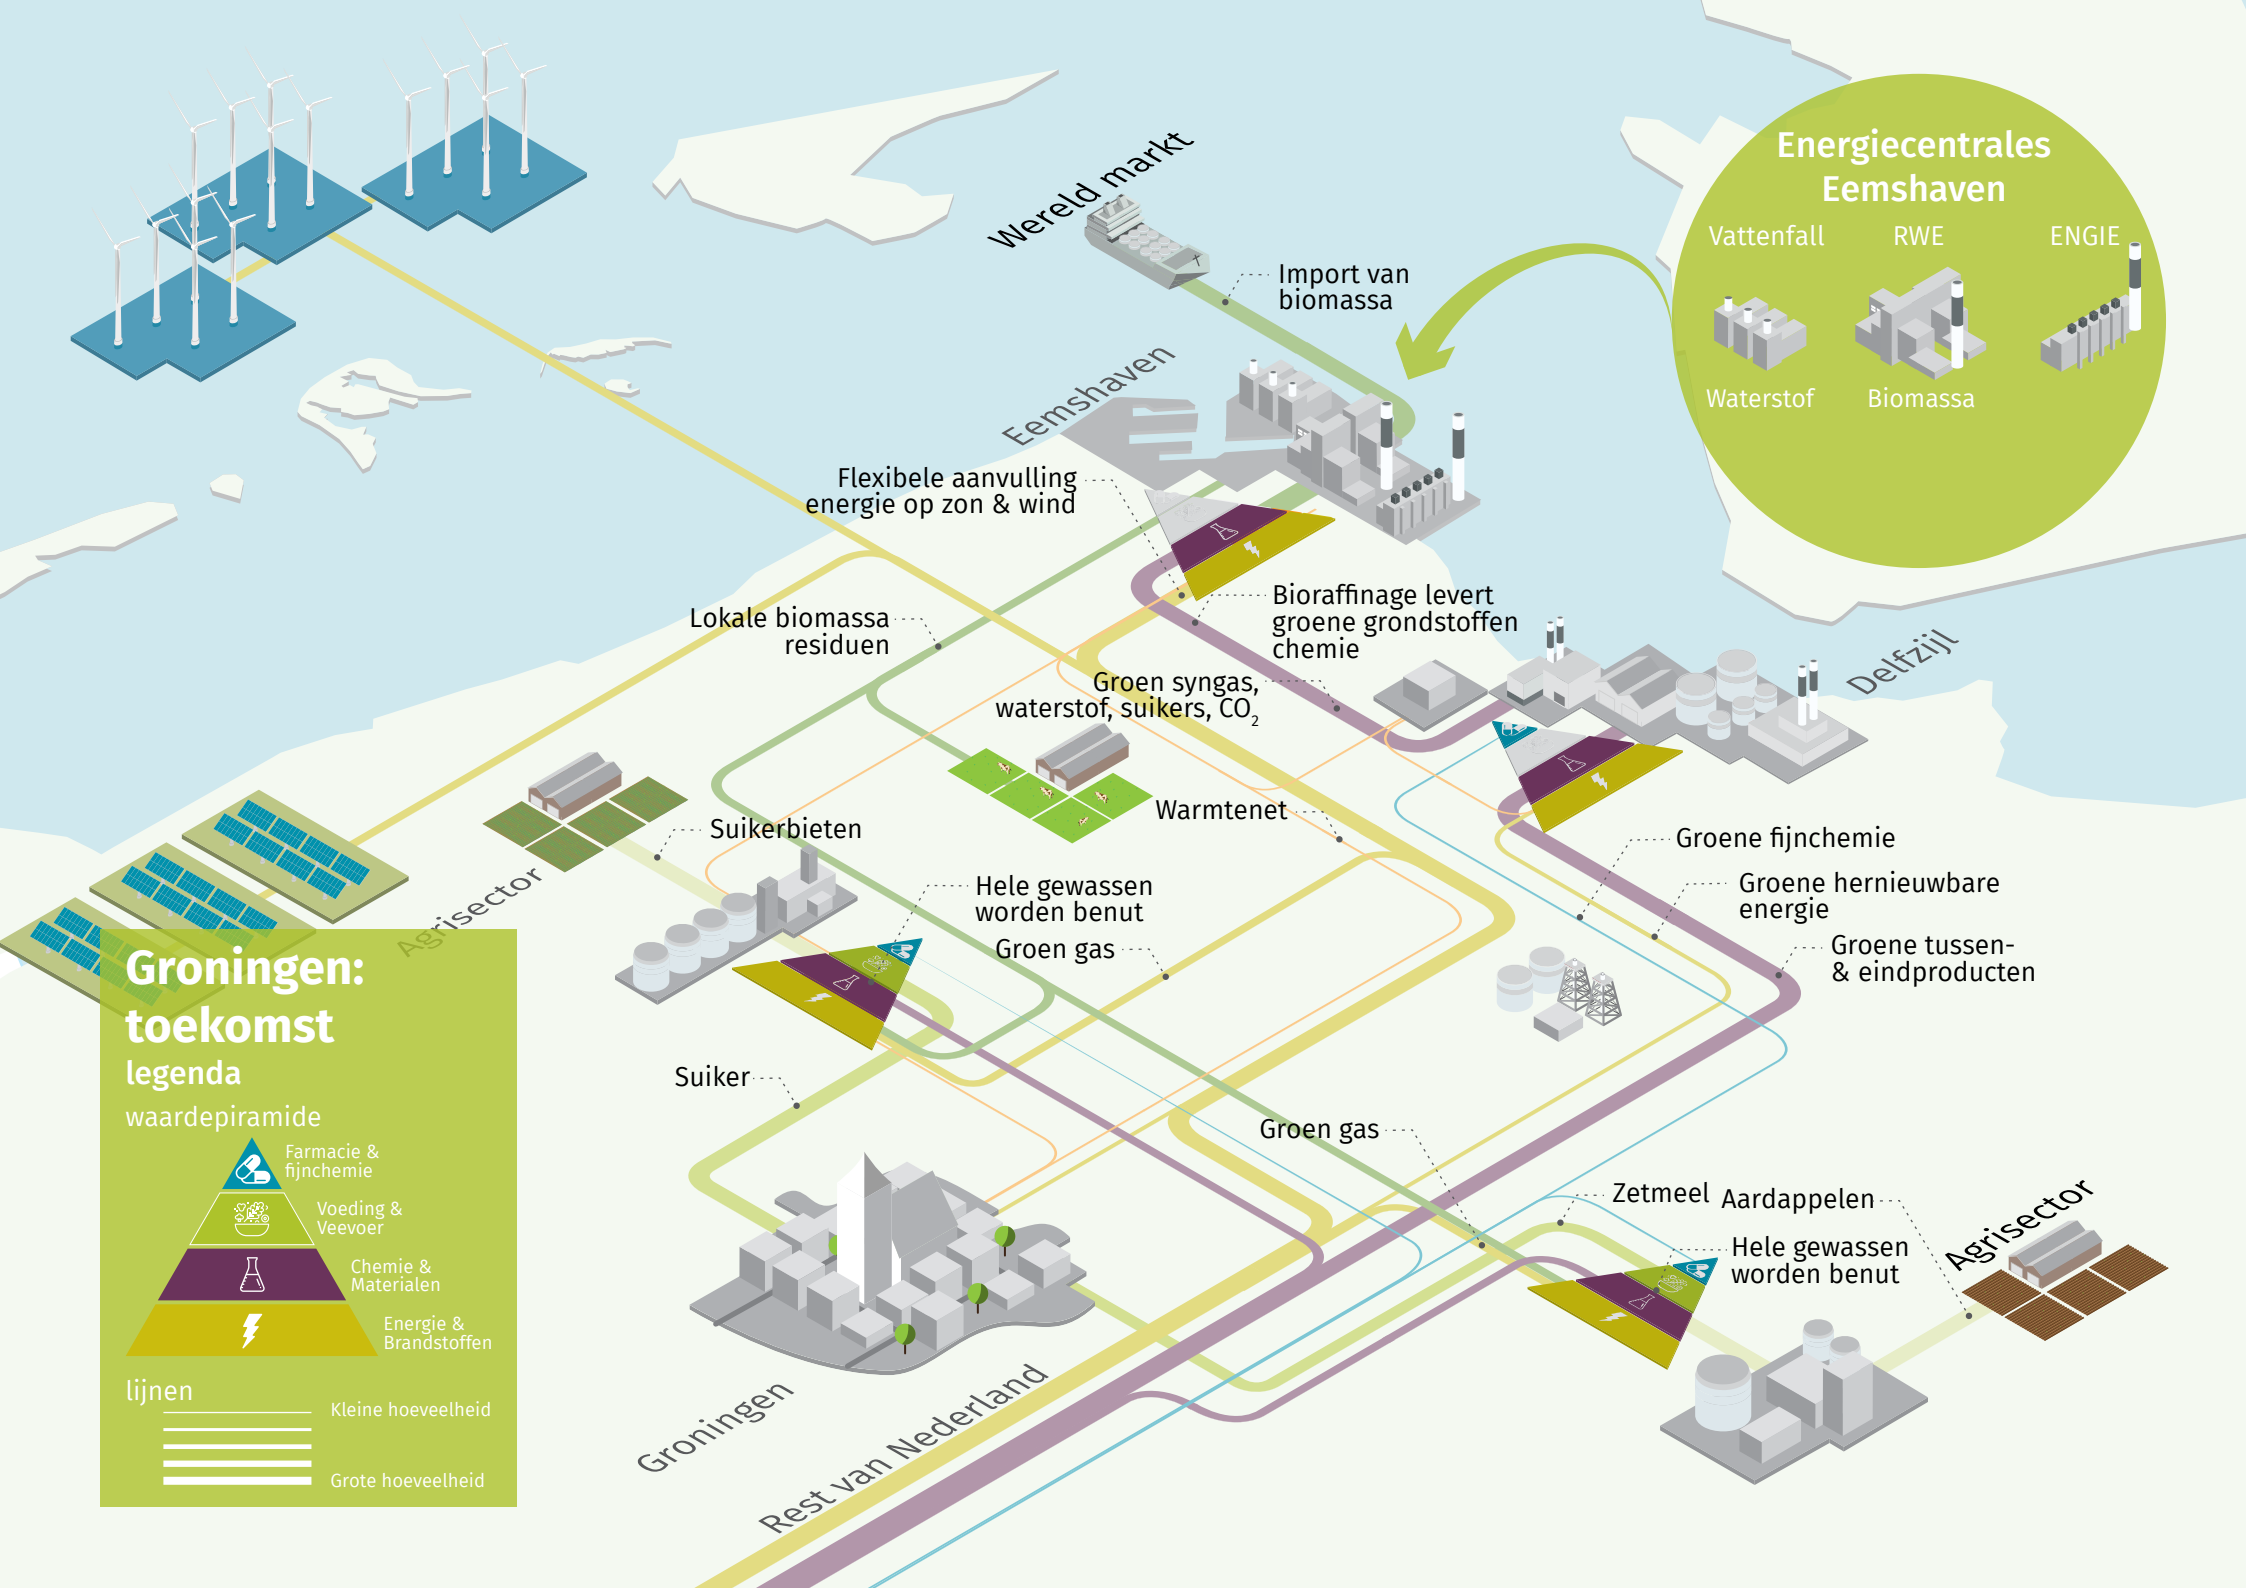 Energiecentrales
Eemshaven
Vattenfall
RWE
ENGIE
Waterstof
Biomassa
Wereld markt
Import van
biomassa
Eemshaven
Flexibele aanvulling
energie op zon & wind
Bioraffinage levert
groene grondstoffen
chemie
Lokale biomassa
residuen
Delfzijl
Groen syngas,
waterstof, suikers, CO2
Warmtenet
Suikerbieten
Agrisector
Groene fijnchemie
Hele gewassen
worden benut
Groene hernieuwbare
energie
Groen gas
Groene tussen-
& eindproducten
Suiker
Groen gas
Zetmeel
Aardappelen
Agrisector
Hele gewassen
worden benut
Groningen
Rest van Nederland
Groningen:
toekomst
legenda
waardepiramide
Farmacie &
fijnchemie
Voeding &
Veevoer
Chemie &
Materialen
Energie &
Brandstoffen
lijnen
Kleine hoeveelheid
Grote hoeveelheid